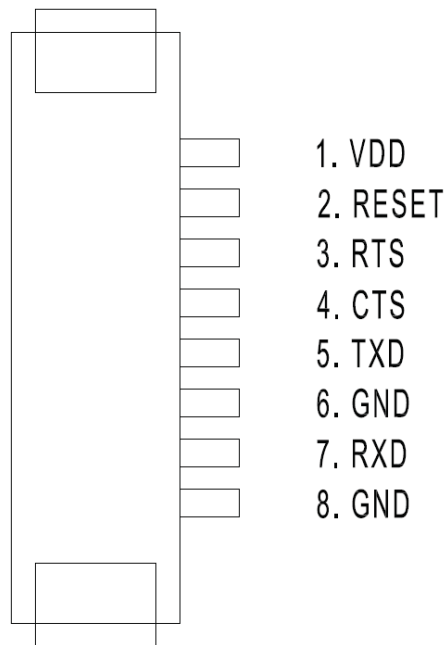 1. VDD
2. RESET
3. RTS
4. CTS
5. TXD
6. GND
7. RXD
8. GND